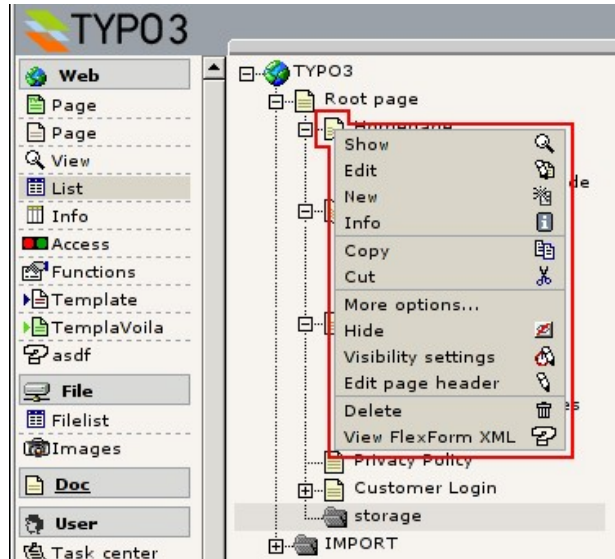 TYPO3
Web
Page
Page
View
List
Info
Access
Functions
Template
TemplaVoila
asdf
File
Filelist
Images
Doc
User
Task center
TYPO3
Root page
Homepage
Show
Edit
New
Info
Copy
Cut
More options...
Hide
Visibility settings
Edit page header
Delete
View FlexForm XML
Privacy Policy
Customer Login
storage
IMPORT